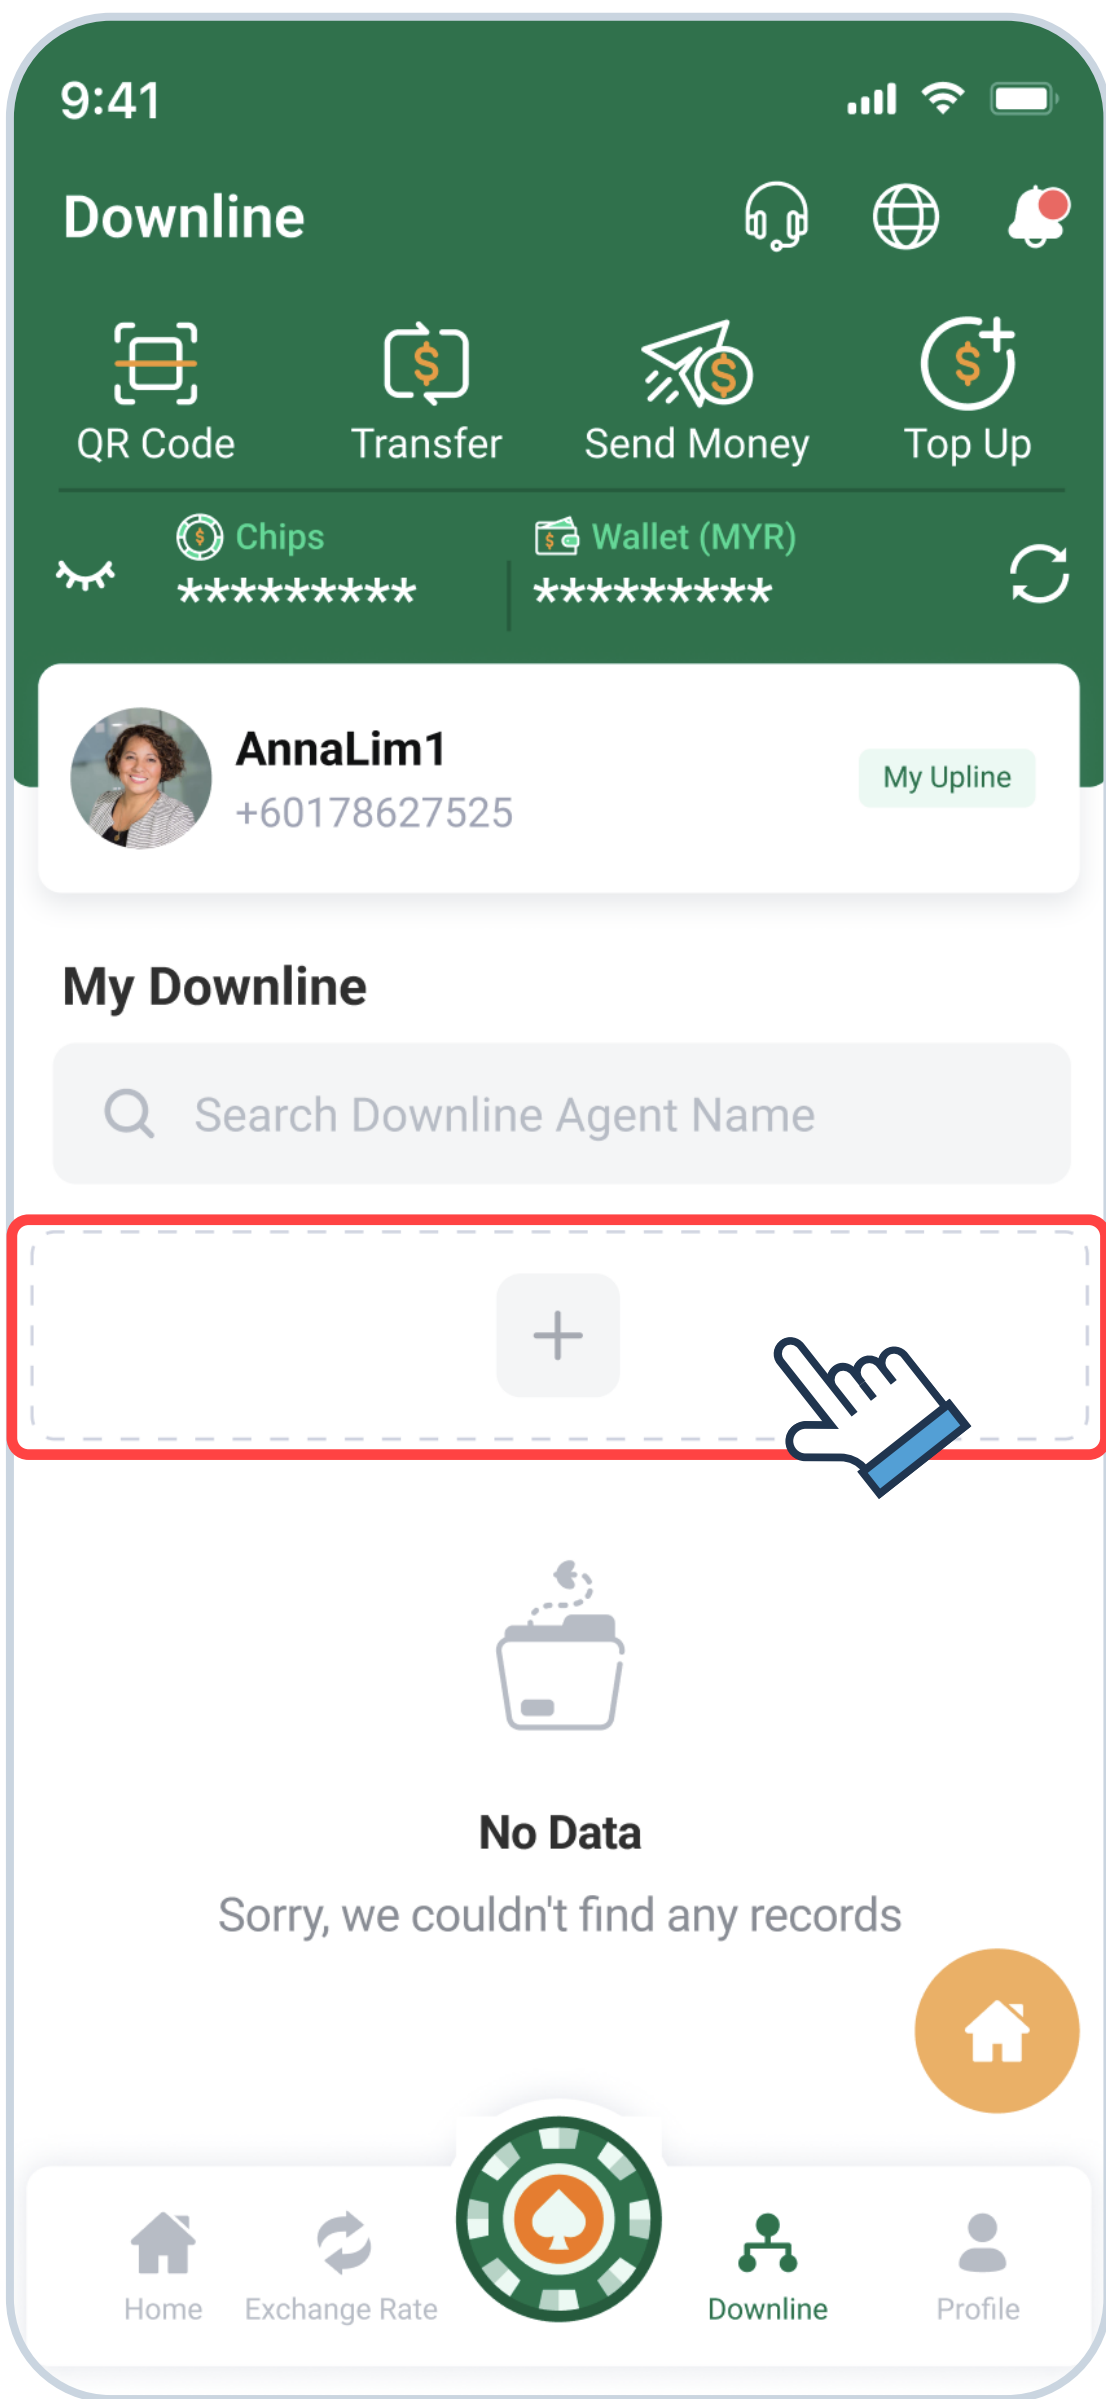 9:41
Downline
QR Code
Transfer
Send Money
Top Up
Chips
Wallet (MYR)
*********
*********
AnnaLim1
+60178627525
My Upline
My Downline
Search Downline Agent Name
No Data
Sorry, we couldn't find any records
Home
Exchange Rate
Downline
Profile